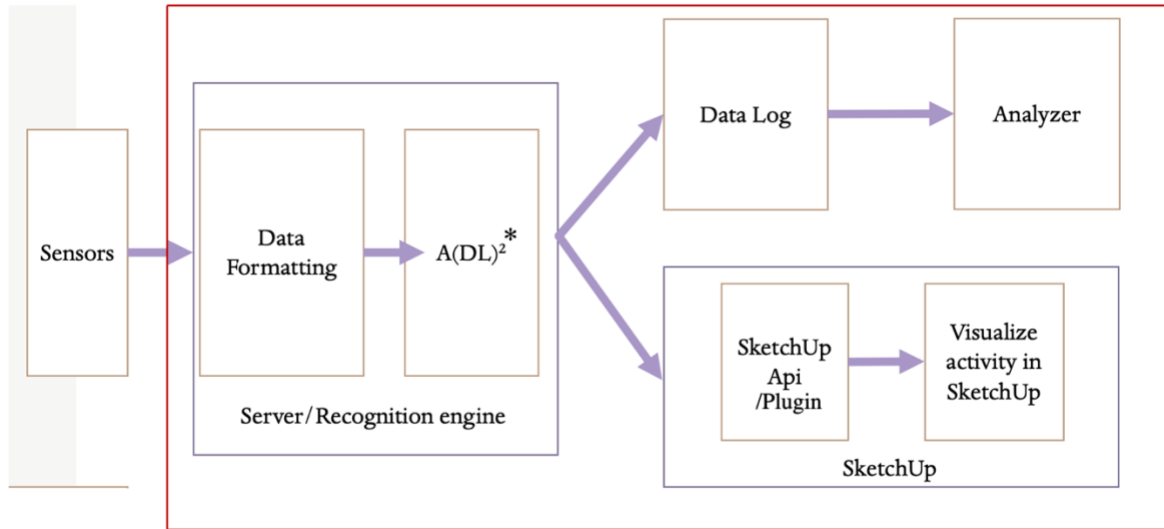 Sensors
Data
Formatting
A(DL)²*
Server/Recognition engine
Data Log
Analyzer
SketchUp
Api
/Plugin
Visualize
activity in
SketchUp
SketchUp